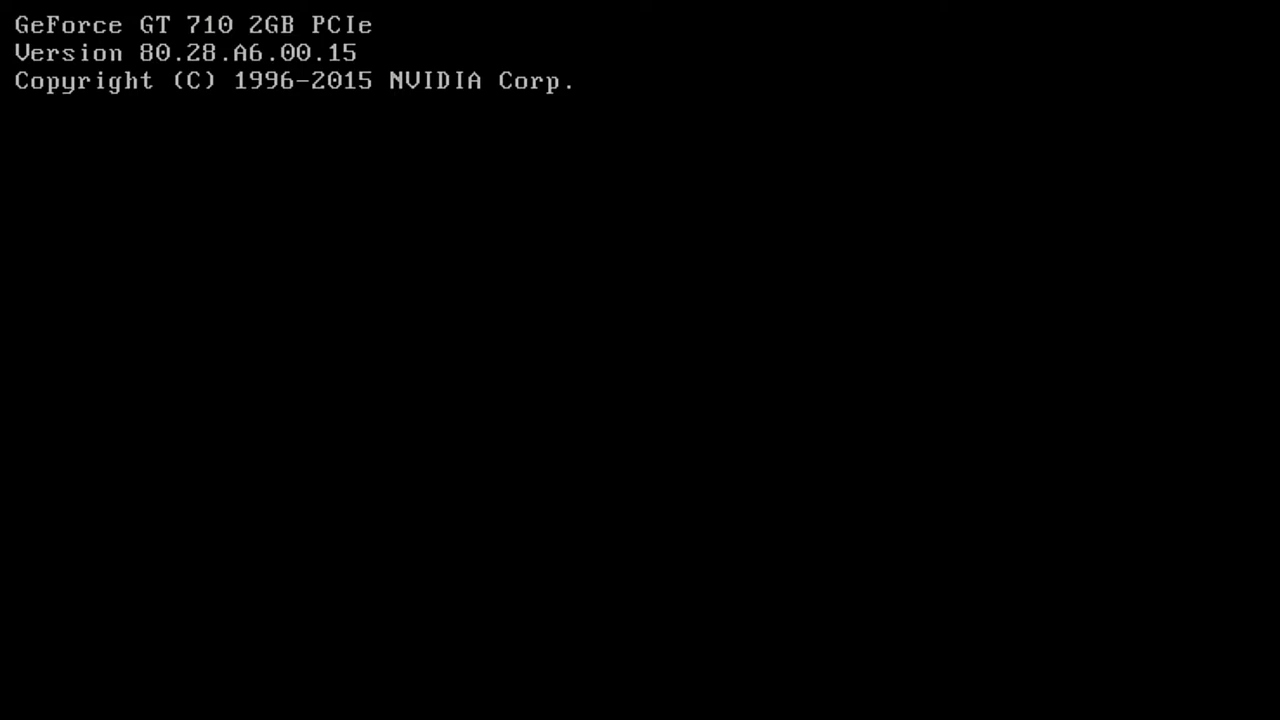 GeForce GT 710 2GB PCIe
Version 80.28.A6.00.15
Copyright (C) 1996-2015 NVIDIA Corp.